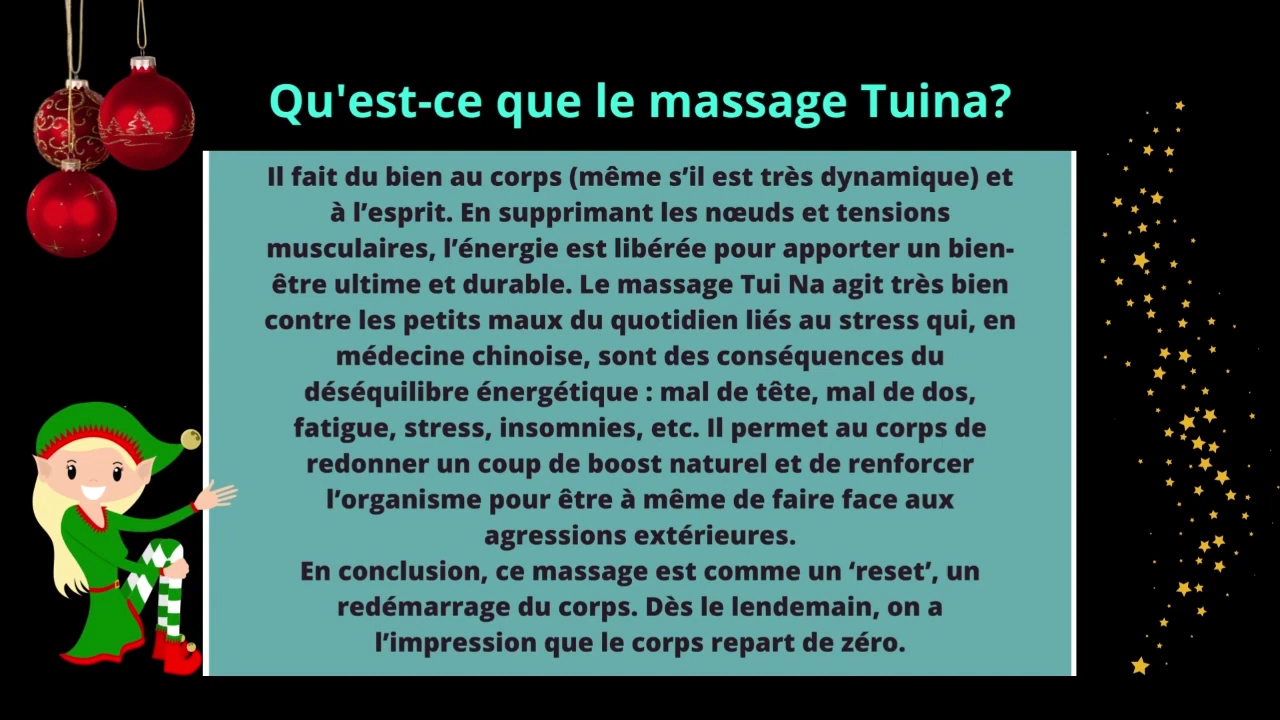 Qu'est-ce que le massage Tuina?
Il fait du bien au corps (même s’il est très dynamique) et
à l’esprit. En supprimant les nœuds et tensions
musculaires, l’énergie est libérée pour apporter un bien-
être ultime et durable. Le massage Tui Na agit très bien
contre les petits maux du quotidien liés au stress qui, en
médecine chinoise, sont des conséquences du
déséquilibre énergétique : mal de tête, mal de dos,
fatigue, stress, insomnies, etc. Il permet au corps de
redonner un coup de boost naturel et de renforcer
l’organisme pour être à même de faire face aux
agressions extérieures.
En conclusion, ce massage est comme un ‘reset’, un
redémarrage du corps. Dès le lendemain, on a
l’impression que le corps repart de zéro.